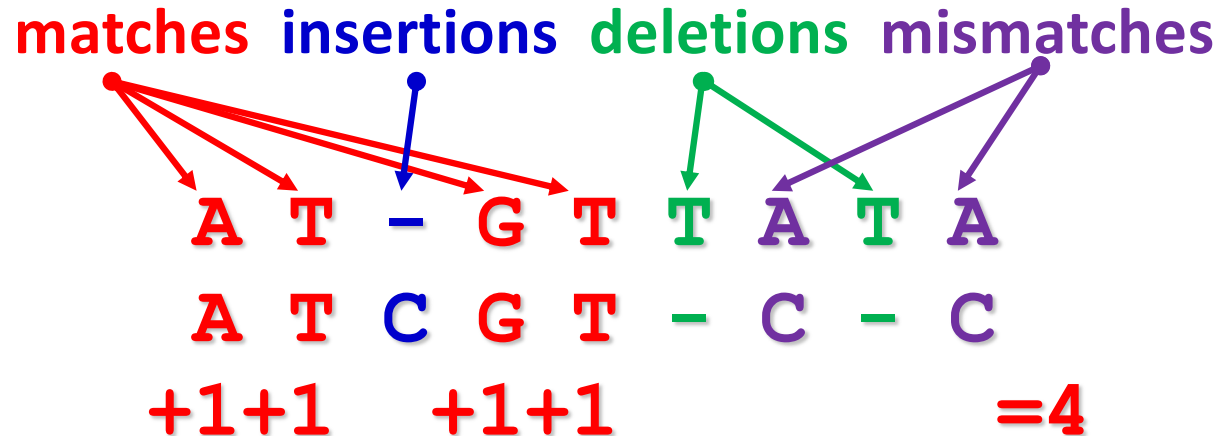 matches insertions deletions mismatches
A T - G T T A T A
A T C G T - C - C
+1+1 +1+1 =4